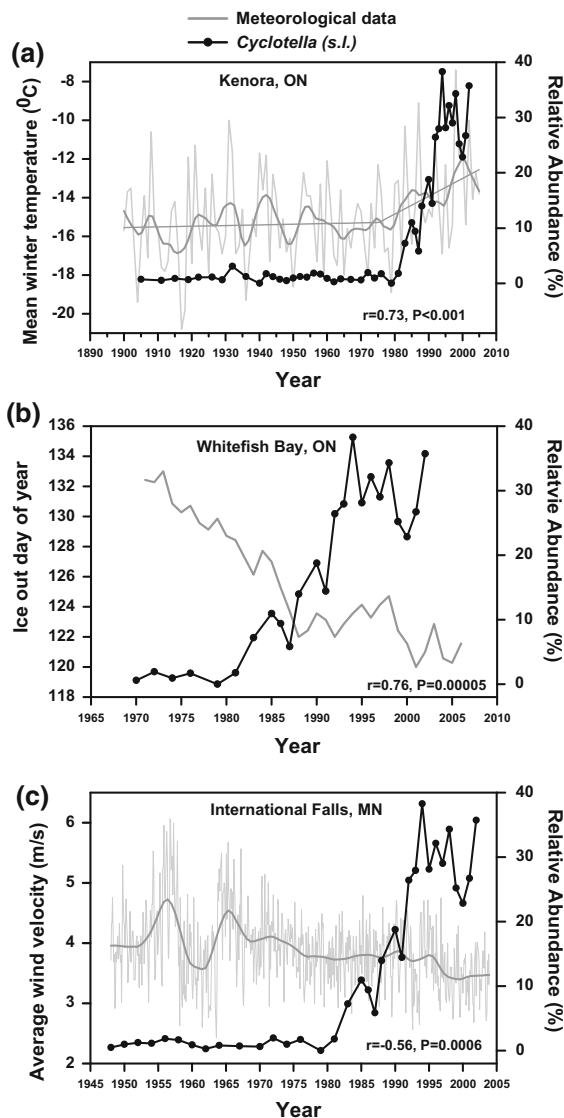 Meteorological data
Cyclotella (s.l.)
(a)
Kenora, ON
Mean winter temperature (⁰C)
-8
-10
-12
-14
-16
-18
-20
40
30
20
10
0
Relative Abundance (%)
r=0.73, P<0.001
1890 1900 1910 1920 1930 1940 1950 1960 1970 1980 1990 2000 2010
Year
(b)
Whitefish Bay, ON
Ice out day of year
136
134
132
130
128
126
124
122
120
118
40
30
20
10
0
Relatvie Abundance (%)
r=0.76, P=0.00005
1965 1970 1975 1980 1985 1990 1995 2000 2005 2010
Year
(c)
International Falls, MN
Average wind velocity (m/s)
6
5
4
3
2
40
30
20
10
0
Relative Abundance (%)
r=-0.56, P=0.0006
1945 1950 1955 1960 1965 1970 1975 1980 1985 1990 1995 2000 2005
Year